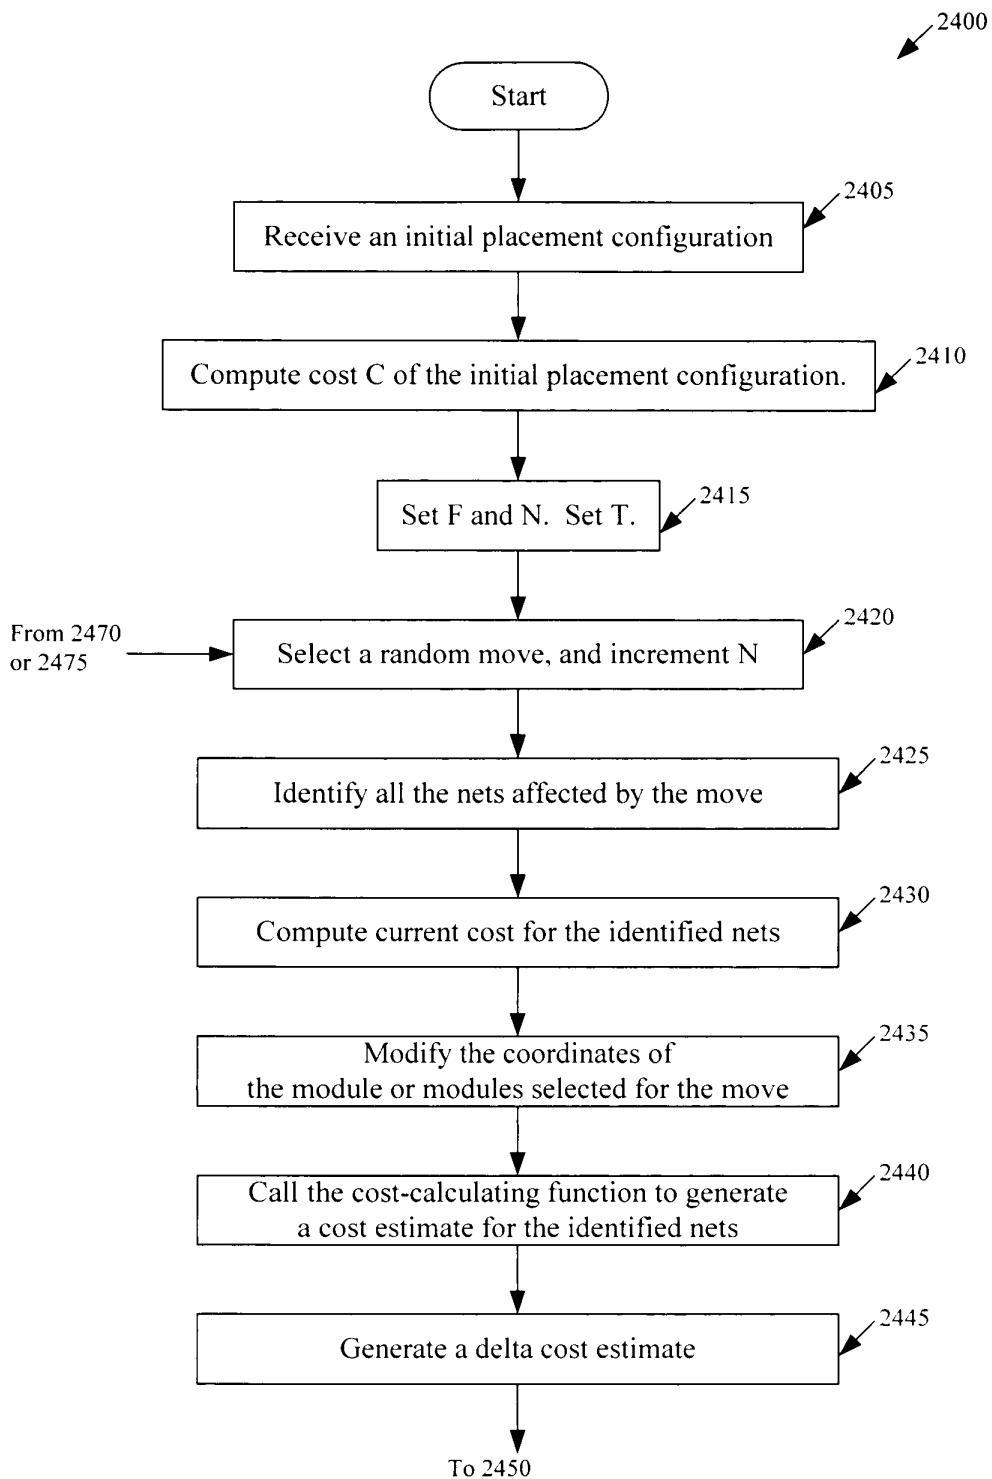 2400
Start
2405
Receive an initial placement configuration
2410
Compute cost C of the initial placement configuration.
2415
Set F and N.  Set T.
From 2470
or 2475
2420
Select a random move, and increment N
2425
Identify all the nets affected by the move
2430
Compute current cost for the identified nets
2435
Modify the coordinates of
the module or modules selected for the move
2440
Call the cost-calculating function to generate
a cost estimate for the identified nets
2445
Generate a delta cost estimate
To 2450